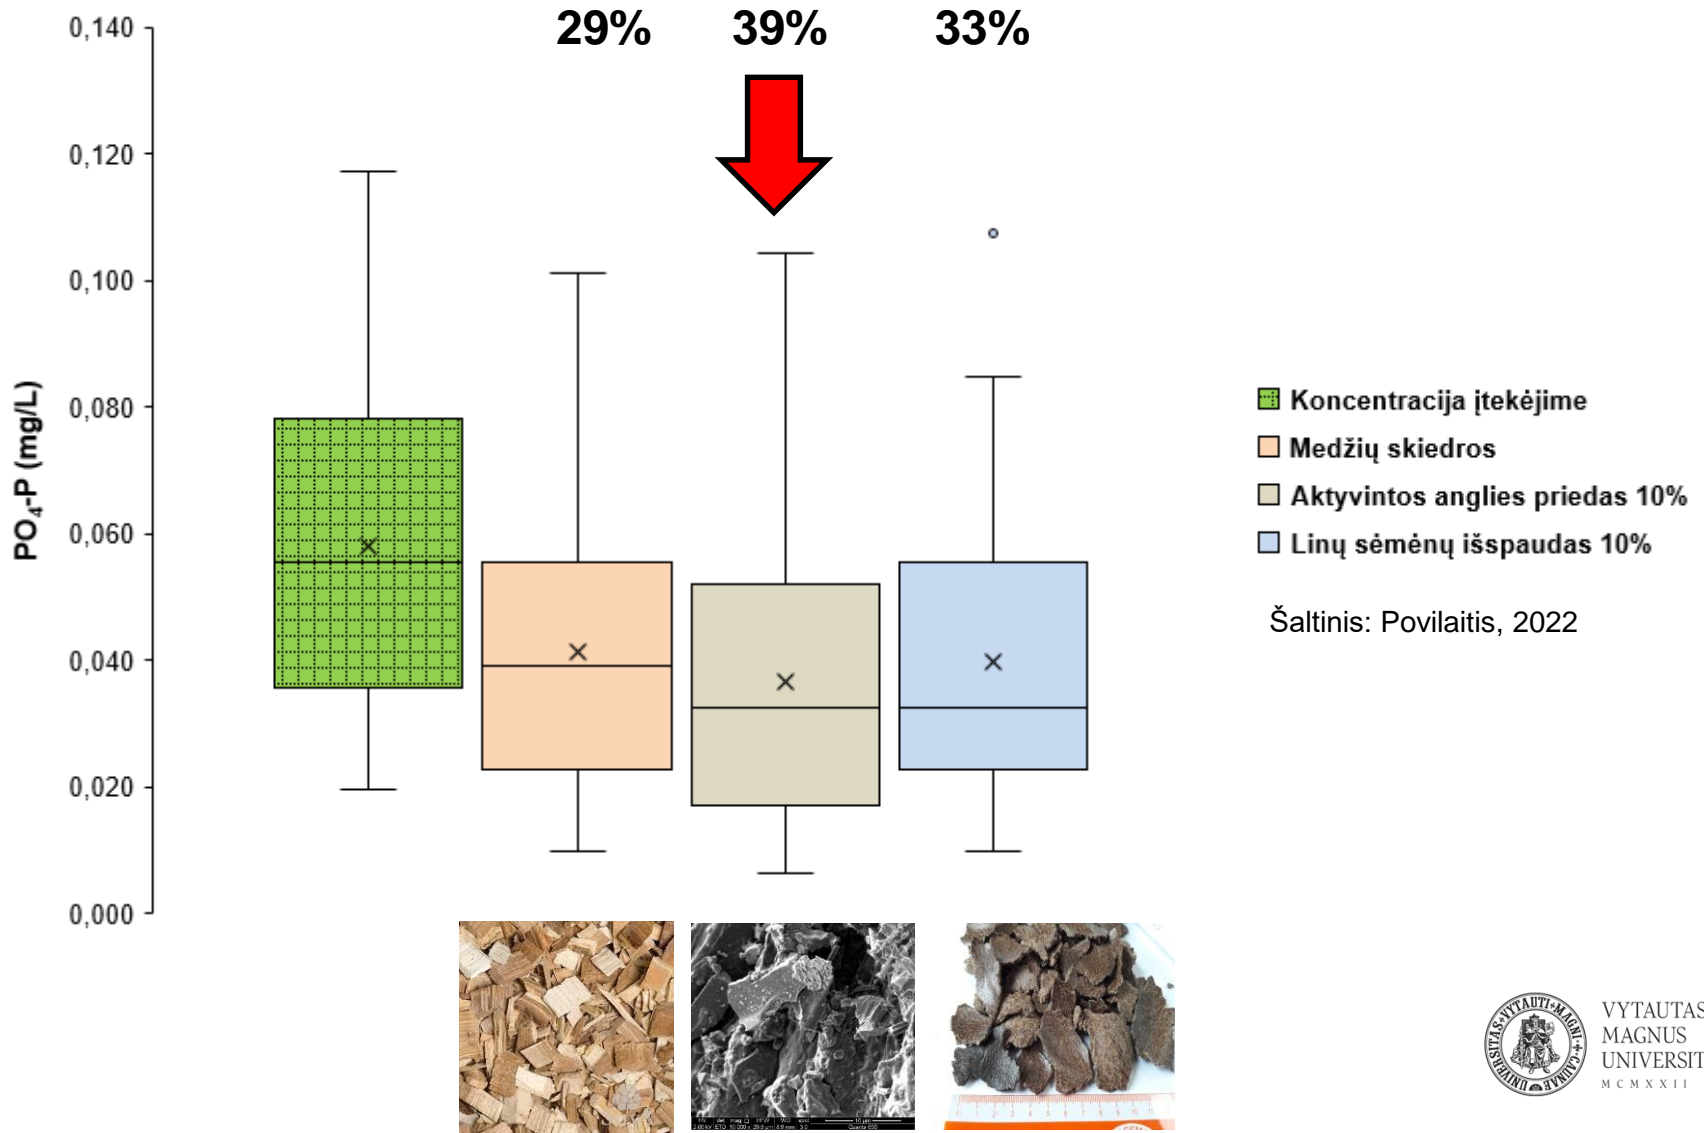 29% 39% 33%
0,140
0,120
0,100
0,080
0,060
0,040
0,020
0,000
PO₄-P (mg/L)
Koncentracija įtekėjime
Medžių skiedros
Aktyvintos anglies priedas 10%
Linų sėmėnų išspaudas 10%
Šaltinis: Povilaitis, 2022
VYTAUTAS
MAGNUS
UNIVERSIT
MCMXXII